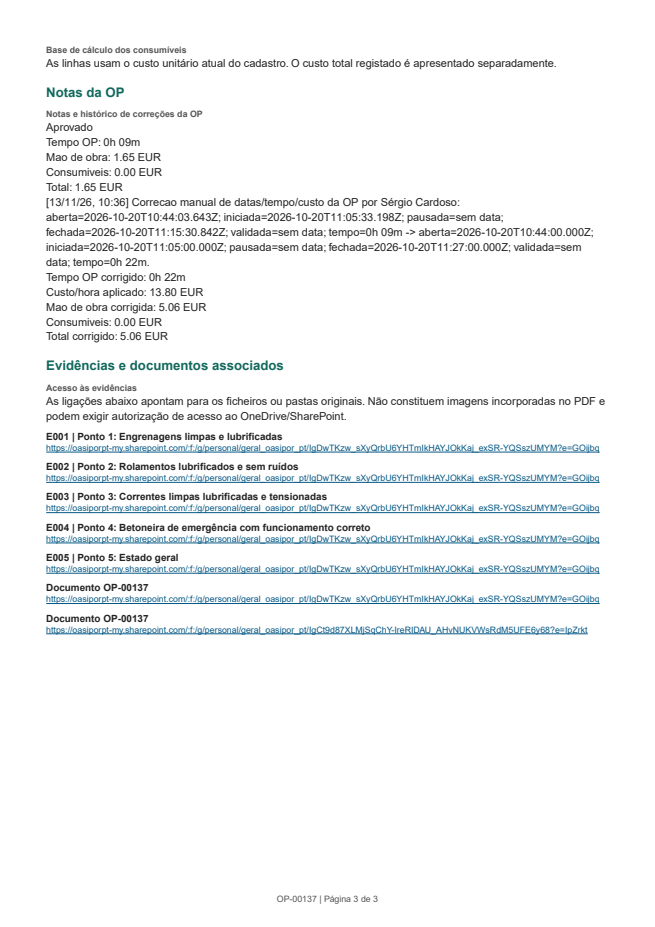 Base de cálculo dos consumíveis
As linhas usam o custo unitário atual do cadastro. O custo total registado é apresentado separadamente.
Notas da OP
Notas e histórico de correções da OP
Aprovado
Tempo OP: 0h 09m
Mao de obra: 1.65 EUR
Consumiveis: 0.00 EUR
Total: 1.65 EUR
[13/11/26, 10:36] Correcao manual de datas/tempo/custo da OP por Sérgio Cardoso:
aberta=2026-10-20T10:44:03.643Z; iniciada=2026-10-20T11:05:33.198Z; pausada=sem data;
fechada=2026-10-20T11:15:30.842Z; validada=sem data; tempo=0h 09m -> aberta=2026-10-20T10:44:00.000Z;
iniciada=2026-10-20T11:05:00.000Z; pausada=sem data; fechada=2026-10-20T11:27:00.000Z; validada=sem
data; tempo=0h 22m.
Tempo OP corrigido: 0h 22m
Custo/hora aplicado: 13.80 EUR
Mao de obra corrigida: 5.06 EUR
Consumiveis: 0.00 EUR
Total corrigido: 5.06 EUR
Evidências e documentos associados
Acesso às evidências
As ligações abaixo apontam para os ficheiros ou pastas originais. Não constituem imagens incorporadas no PDF e
podem exigir autorização de acesso ao OneDrive/SharePoint.
E001 | Ponto 1: Engrenagens limpas e lubrificadas
https://oasiporpt-my.sharepoint.com/:f:/g/personal/geral_oasipor_pt/IgDwTKzw_sXyQrbU6YHTmIkHAYJOkKaj_exSR-YQSszUMYM?e=GOijbq
E002 | Ponto 2: Rolamentos lubrificados e sem ruídos
https://oasiporpt-my.sharepoint.com/:f:/g/personal/geral_oasipor_pt/IgDwTKzw_sXyQrbU6YHTmIkHAYJOkKaj_exSR-YQSszUMYM?e=GOijbq
E003 | Ponto 3: Correntes limpas lubrificadas e tensionadas
https://oasiporpt-my.sharepoint.com/:f:/g/personal/geral_oasipor_pt/IgDwTKzw_sXyQrbU6YHTmIkHAYJOkKaj_exSR-YQSszUMYM?e=GOijbq
E004 | Ponto 4: Betoneira de emergência com funcionamento correto
https://oasiporpt-my.sharepoint.com/:f:/g/personal/geral_oasipor_pt/IgDwTKzw_sXyQrbU6YHTmIkHAYJOkKaj_exSR-YQSszUMYM?e=GOijbq
E005 | Ponto 5: Estado geral
https://oasiporpt-my.sharepoint.com/:f:/g/personal/geral_oasipor_pt/IgDwTKzw_sXyQrbU6YHTmIkHAYJOkKaj_exSR-YQSszUMYM?e=GOijbq
Documento OP-00137
https://oasiporpt-my.sharepoint.com/:f:/g/personal/geral_oasipor_pt/IgDwTKzw_sXyQrbU6YHTmIkHAYJOkKaj_exSR-YQSszUMYM?e=GOijbq
Documento OP-00137
https://oasiporpt-my.sharepoint.com/:f:/g/personal/geral_oasipor_pt/IgCt9d87XLMjSqChY-IreRlDAU_AHvNUKVWsRdM5UFE6y68?e=IpZrkt
OP-00137 | Página 3 de 3